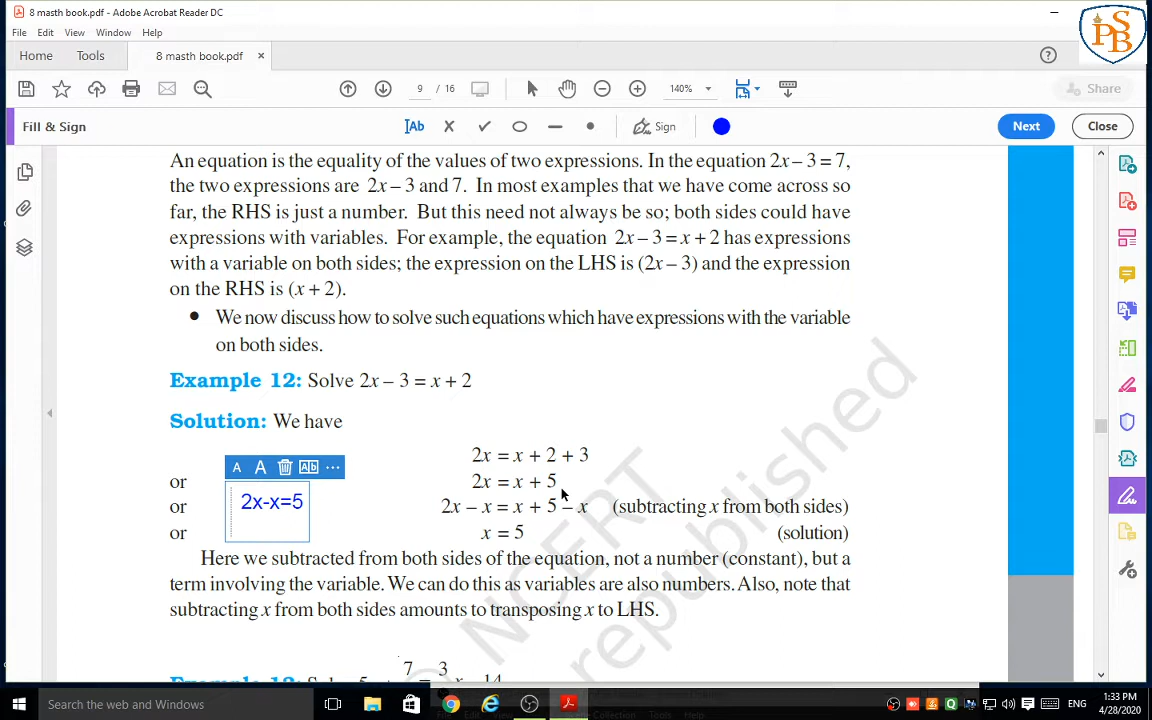 8 masth book.pdf - Adobe Acrobat Reader DC
File Edit View Window Help
PSB
Home Tools 8 masth book.pdf ×
9 / 16 140% Share
Fill & Sign Ab Sign Next Close
An equation is the equality of the values of two expressions. In the equation 2x – 3 = 7,
the two expressions are 2x – 3 and 7. In most examples that we have come across so
far, the RHS is just a number. But this need not always be so; both sides could have
expressions with variables. For example, the equation 2x – 3 = x + 2 has expressions
with a variable on both sides; the expression on the LHS is (2x – 3) and the expression
on the RHS is (x + 2).
• We now discuss how to solve such equations which have expressions with the variable
on both sides.
Example 12: Solve 2x – 3 = x + 2
Solution: We have
2x = x + 2 + 3
A A Ab ...
or 2x = x + 5
2x-x=5
or 2x – x = x + 5 – x (subtracting x from both sides)
or x = 5 (solution)
Here we subtracted from both sides of the equation, not a number (constant), but a
term involving the variable. We can do this as variables are also numbers. Also, note that
subtracting x from both sides amounts to transposing x to LHS.
© NCERT
republished
7 3
14
Search the web and Windows
ENG
1:33 PM
4/28/2020